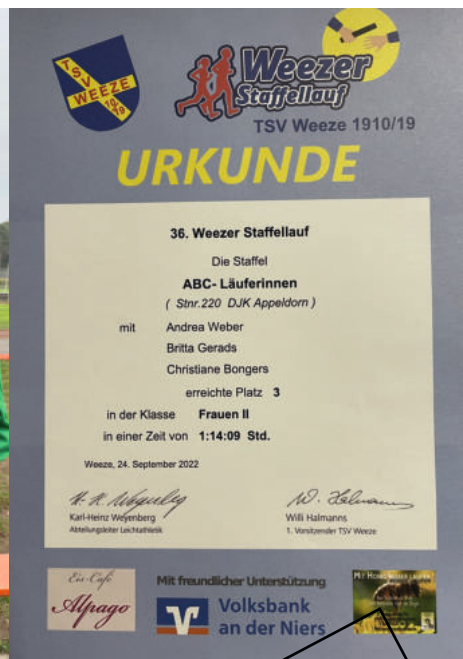 TSV
WEEZE
10
19
Weezer
Staffellauf
TSV Weeze 1910/19
URKUNDE
36. Weezer Staffellauf
Die Staffel
ABC- Läuferinnen
( Stnr.220 DJK Appeldorn )
mit Andrea Weber
Britta Gerads
Christiane Bongers
erreichte Platz 3
in der Klasse Frauen II
in einer Zeit von 1:14:09 Std.
Weeze, 24. September 2022
Karl-Heinz Weyenberg
Abteilungsleiter Leichtathletik
Willi Halmanns
1. Vorsitzender TSV Weeze
Eis-Café
Alpago
Mit freundlicher Unterstützung
Volksbank
an der Niers